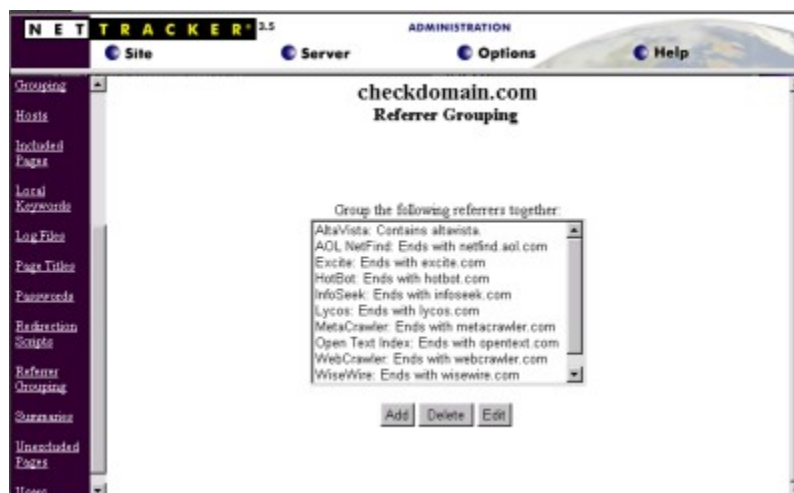 NET TRACKER® 3.5
ADMINISTRATION
Site
Server
Options
Help
Grouping
Hosts
Included
Pages
Local
Keywords
Log Files
Page Titles
Passwords
Redirection
Scripts
Referrer
Grouping
Summaries
Unexcluded
Pages
Users
checkdomain.com
Referrer Grouping
Group the following referrers together:
AltaVista: Contains altavista.
AOL NetFind: Ends with netfind.aol.com
Excite: Ends with excite.com
HotBot: Ends with hotbot.com
InfoSeek: Ends with infoseek.com
Lycos: Ends with lycos.com
MetaCrawler: Ends with metacrawler.com
Open Text Index: Ends with opentext.com
WebCrawler: Ends with webcrawler.com
WiseWire: Ends with wisewire.com
Add Delete Edit